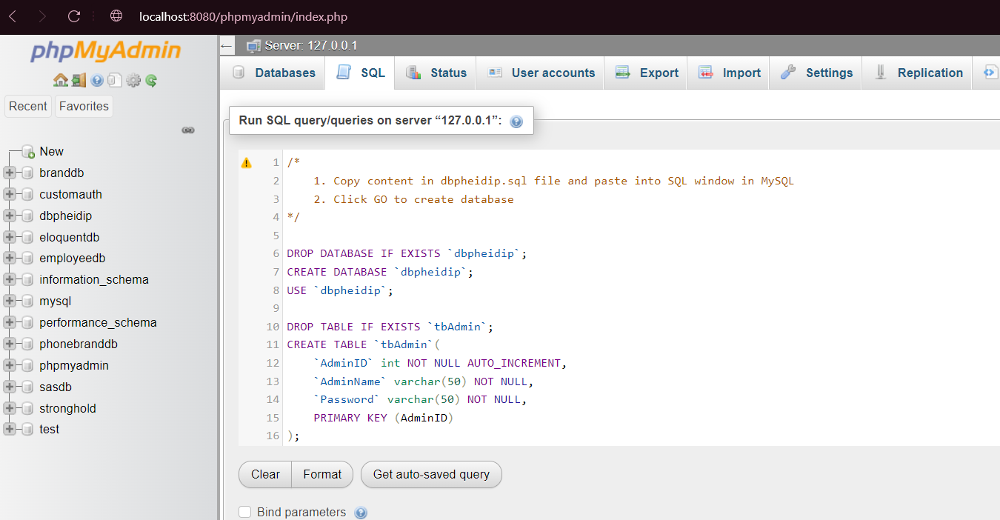 localhost:8080/phpmyadmin/index.php
phpMyAdmin
Recent Favorites
New
branddb
customauth
dbpheidip
eloquentdb
employeedb
information_schema
mysql
performance_schema
phonebranddb
phpmyadmin
sasdb
stronghold
test
Server: 127.0.0.1
Databases SQL Status User accounts Export Import Settings Replication
Run SQL query/queries on server “127.0.0.1”:
1 /*
2 1. Copy content in dbpheidip.sql file and paste into SQL window in MySQL
3 2. Click GO to create database
4 */
5
6 DROP DATABASE IF EXISTS `dbpheidip`;
7 CREATE DATABASE `dbpheidip`;
8 USE `dbpheidip`;
9
10 DROP TABLE IF EXISTS `tbAdmin`;
11 CREATE TABLE `tbAdmin`(
12 `AdminID` int NOT NULL AUTO_INCREMENT,
13 `AdminName` varchar(50) NOT NULL,
14 `Password` varchar(50) NOT NULL,
15 PRIMARY KEY (AdminID)
16 );
Clear Format Get auto-saved query
Bind parameters